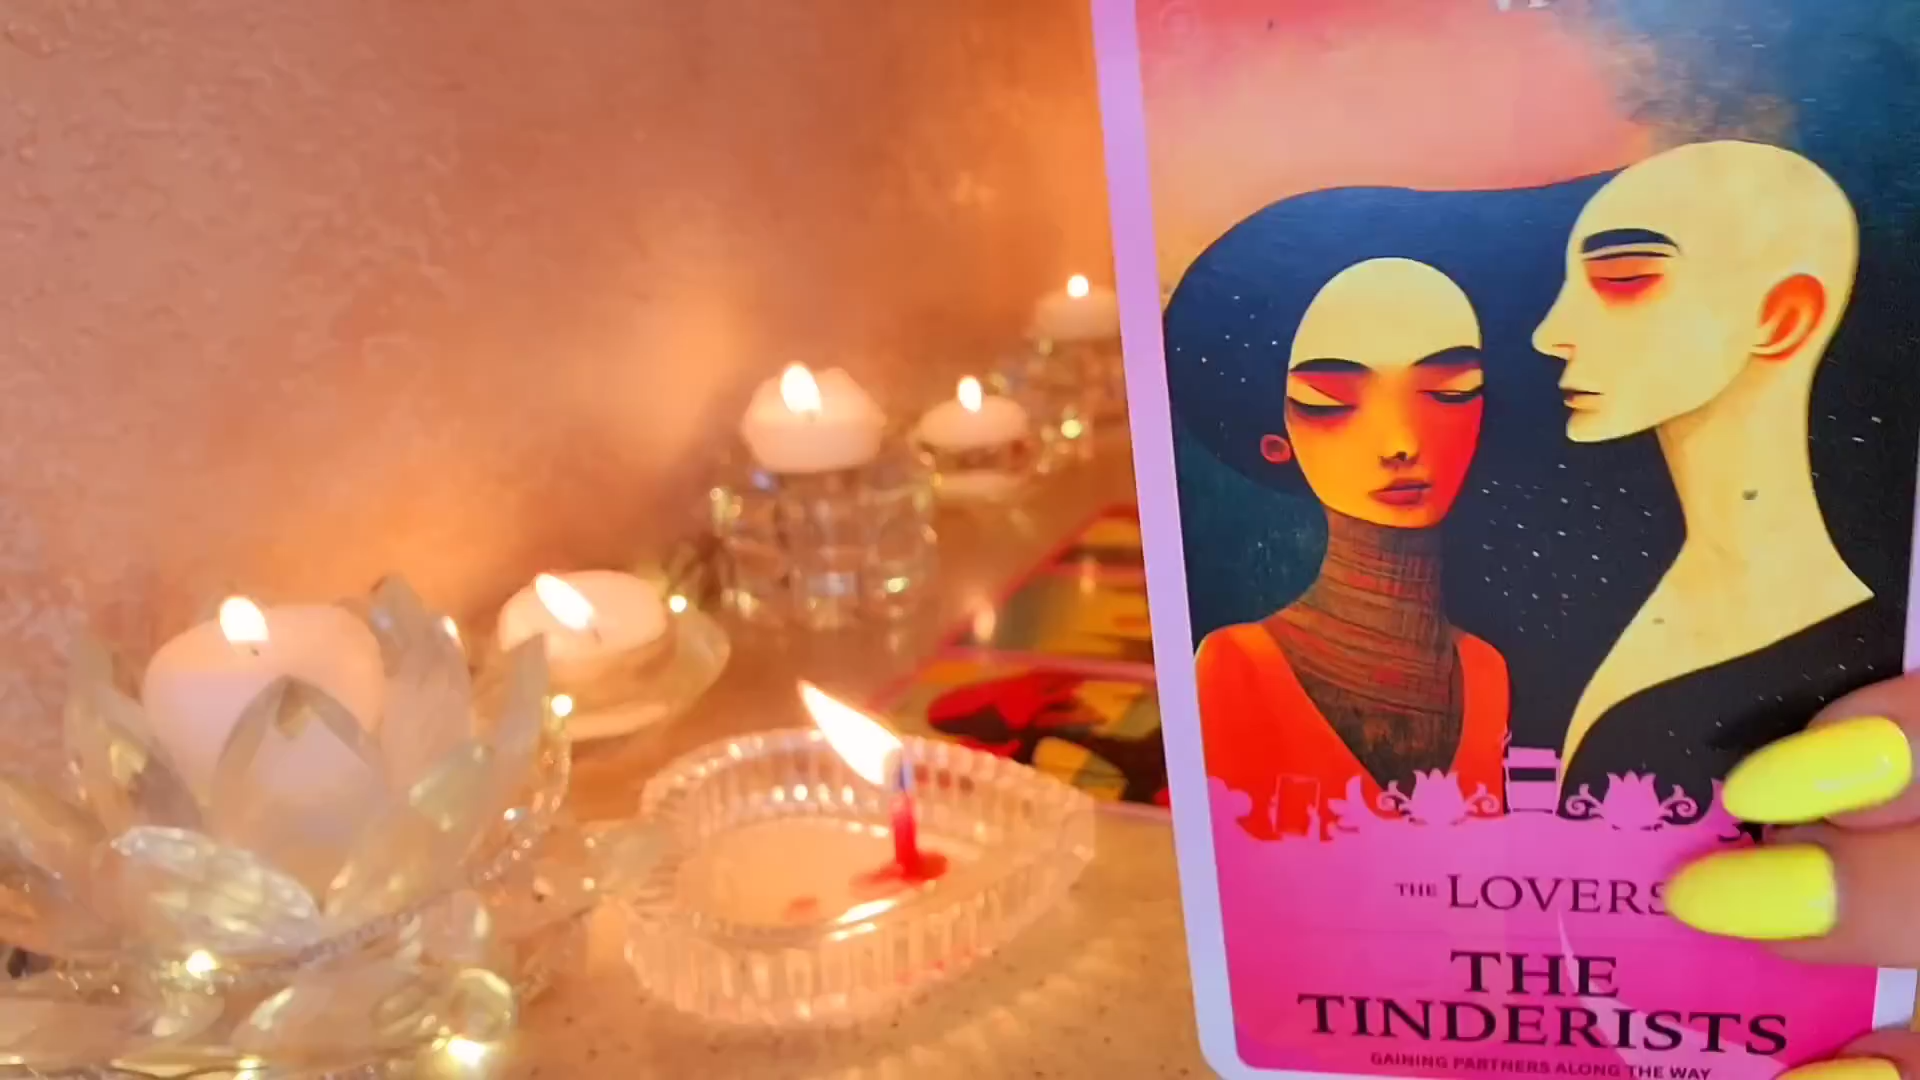 THE LOVERS
THE
TINDERISTS
GAINING PARTNERS ALONG THE WAY